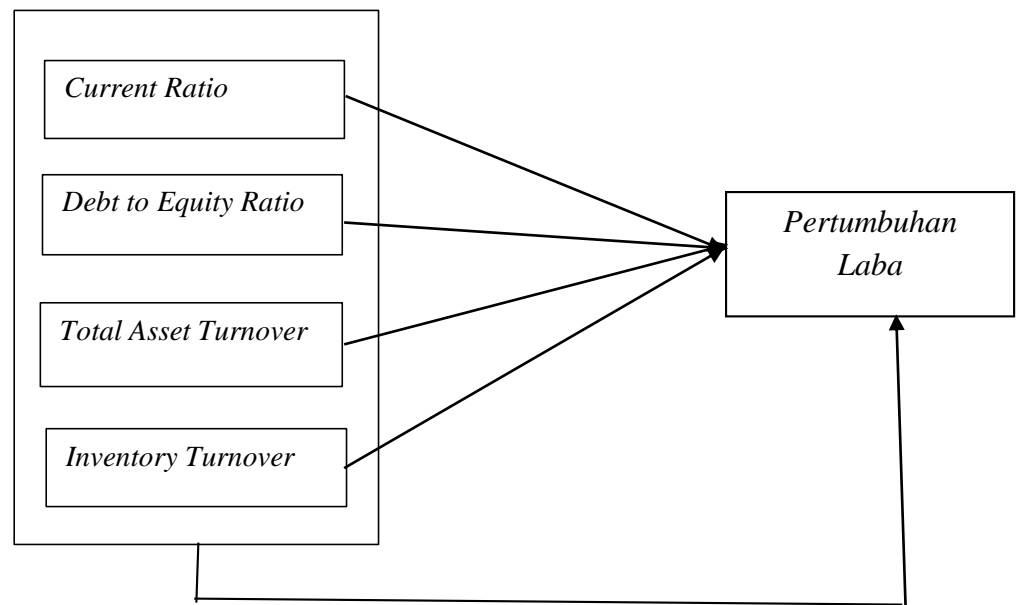 Current Ratio
Debt to Equity Ratio
Total Asset Turnover
Inventory Turnover
Pertumbuhan
Laba